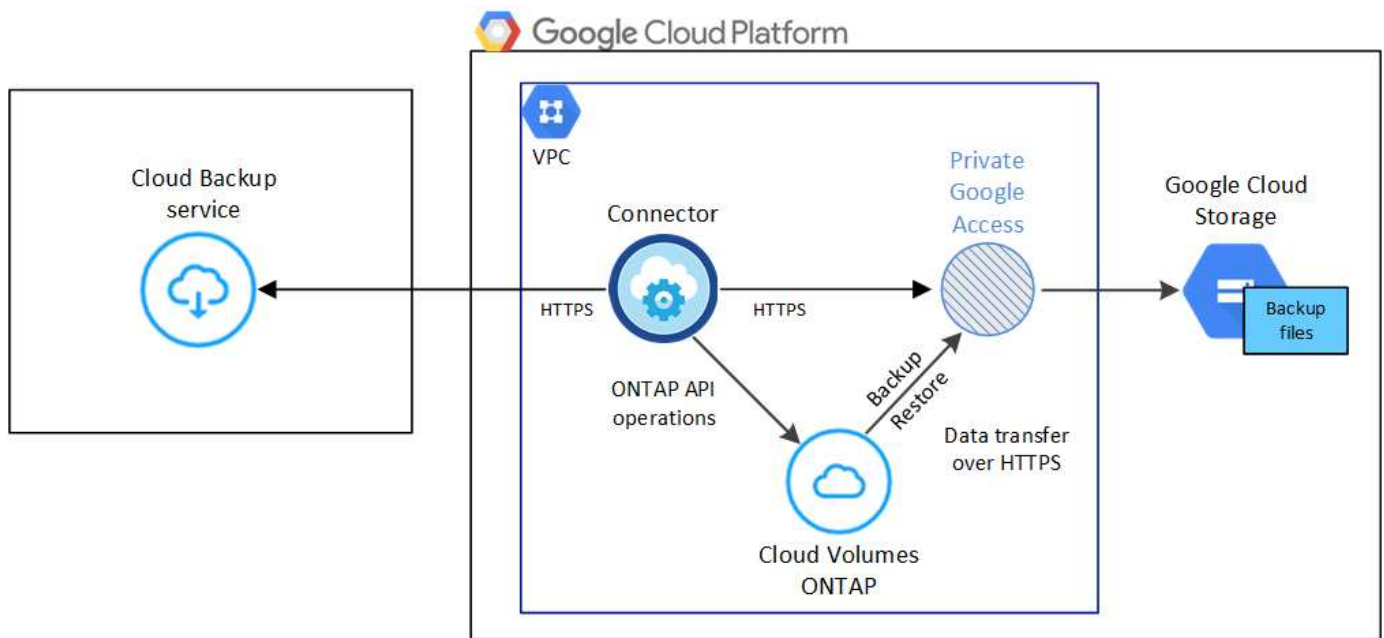 Google Cloud Platform
VPC
Cloud Backup
service
Connector
Private
Google
Access
Google Cloud
Storage
HTTPS
HTTPS
Backup
files
ONTAP API
operations
Backup
Restore
Data transfer
over HTTPS
Cloud Volumes
ONTAP